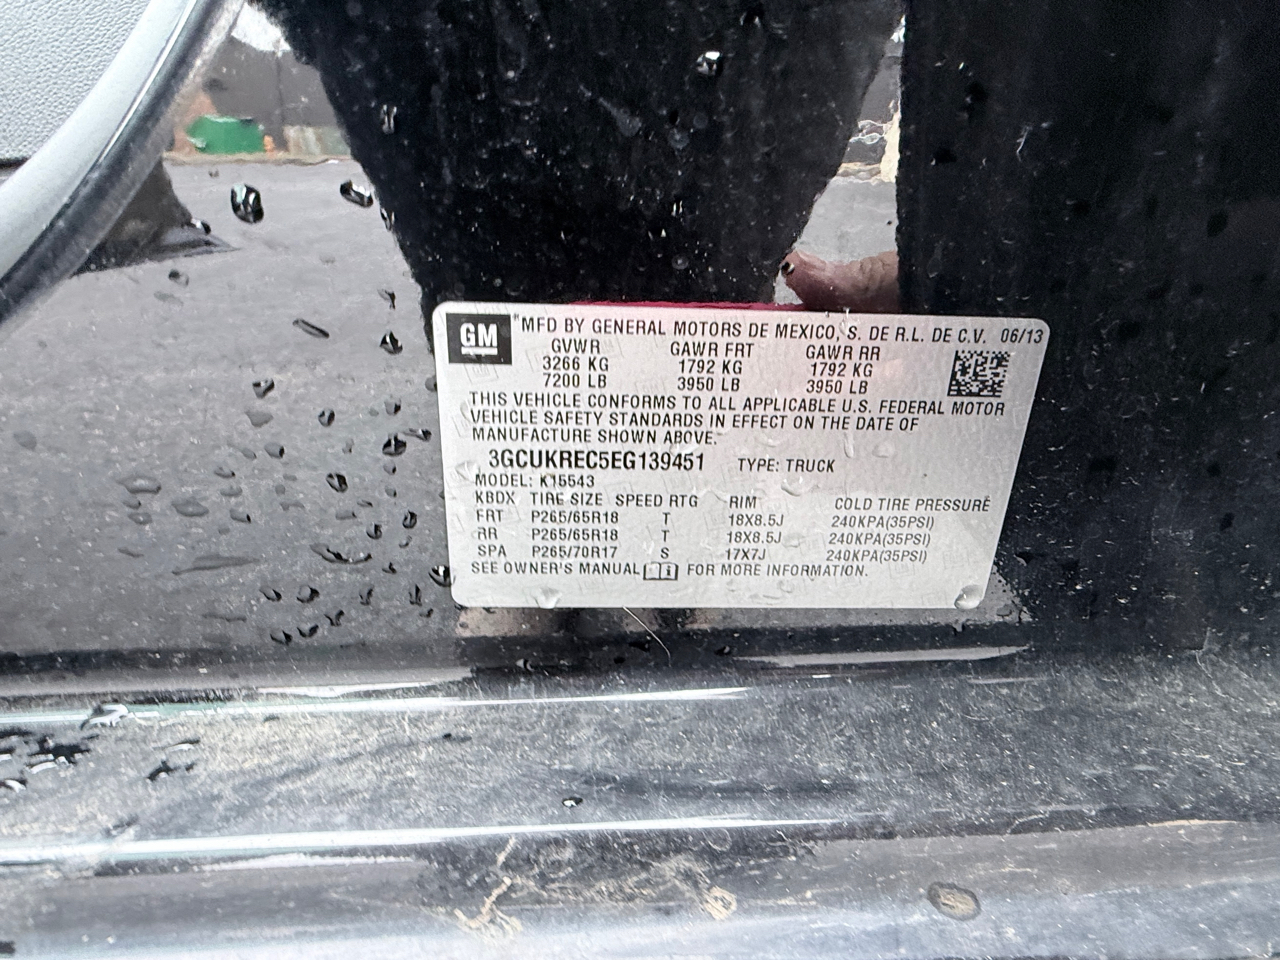 GM
MFD BY GENERAL MOTORS DE MEXICO, S. DE R.L. DE C.V. 06/13
GVWR GAWR FRT GAWR RR
3266 KG 1792 KG 1792 KG
7200 LB 3950 LB 3950 LB
THIS VEHICLE CONFORMS TO ALL APPLICABLE U.S. FEDERAL MOTOR
VEHICLE SAFETY STANDARDS IN EFFECT ON THE DATE OF
MANUFACTURE SHOWN ABOVE.
3GCUKREC5EG139451 TYPE: TRUCK
MODEL: K15543
KBDX TIRE SIZE SPEED RTG RIM COLD TIRE PRESSURE
FRT P265/65R18 T 18X8.5J 240KPA(35PSI)
RR P265/65R18 T 18X8.5J 240KPA(35PSI)
SPA P265/70R17 S 17X7J 240KPA(35PSI)
SEE OWNER'S MANUAL FOR MORE INFORMATION.